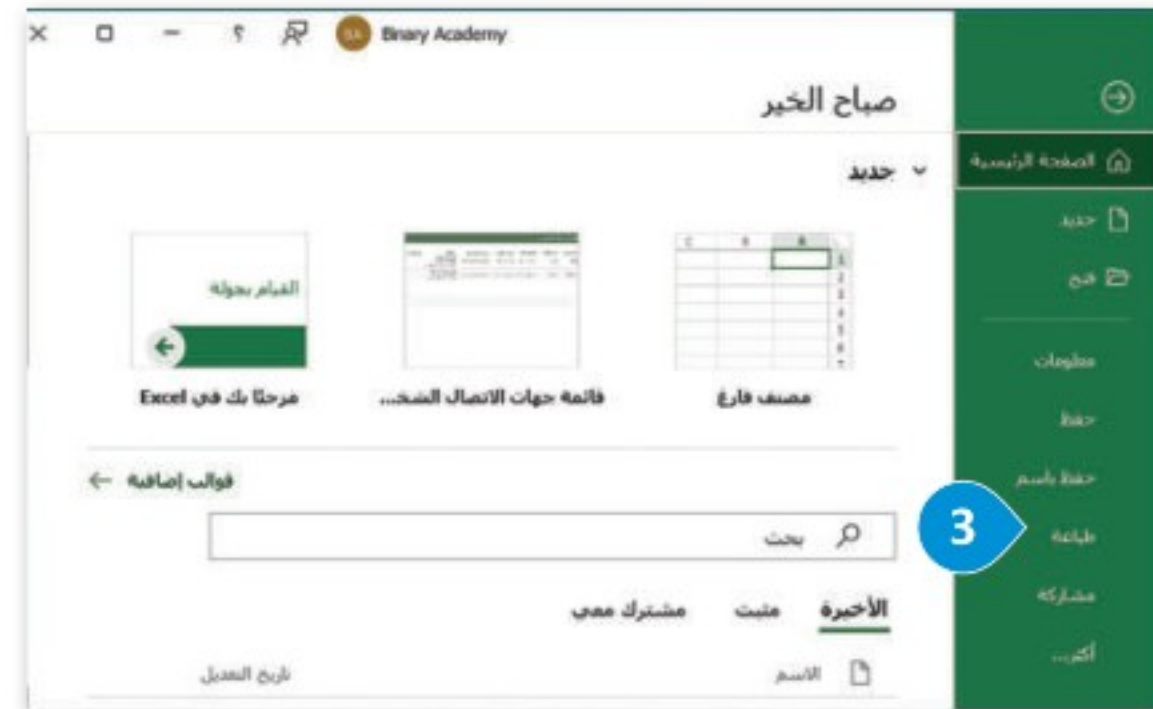 Binary Academy
صباح الخير
جديد
القيام بجولة
مصنف فارغ
قائمة جهات الاتصال الشخ...
مرحبًا بك في Excel
قوالب إضافية
بحث
الأخيرة
مثبت
مشترك معي
الاسم
تاريخ التعديل
الصفحة الرئيسية
جديد
فتح
معلومات
حفظ
حفظ باسم
طباعة
3
مشاركة
أكثر...